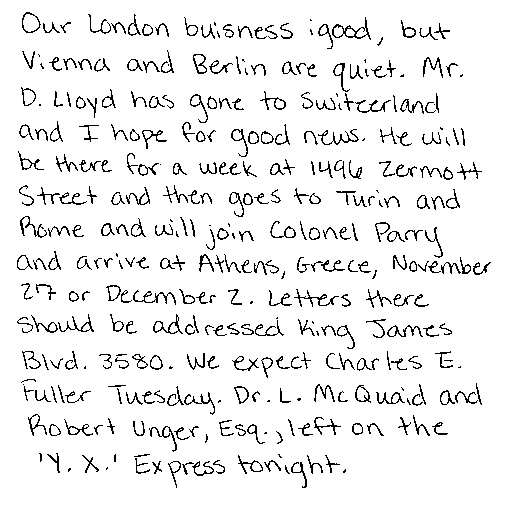 Our London buisness igood, but
Vienna and Berlin are quiet. Mr.
D. Lloyd has gone to Switzerland
and I hope for good news. He will
be there for a week at 1496 Zermott
Street and then goes to Turin and
Rome and will join Colonel Parry
and arrive at Athens, Greece, November
27 or December 2. Letters there
should be addressed King James
Blvd. 3580. We expect Charles E.
Fuller Tuesday. Dr. L. McQuaid and
Robert Unger, Esq., left on the
'Y. X.' Express tonight.